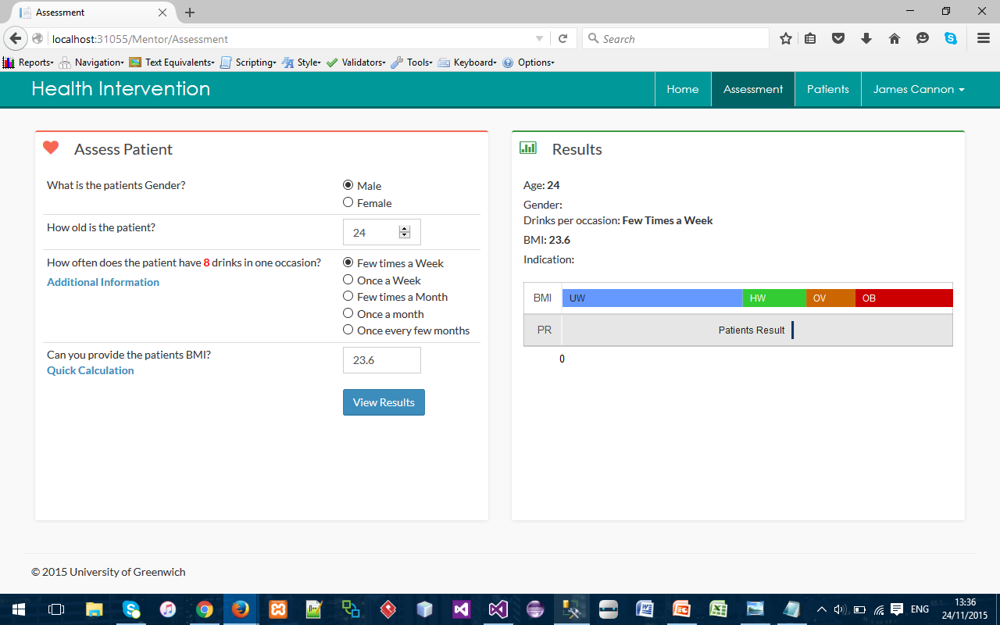 Assessment
localhost:31055/Mentor/Assessment
Search
Reports Navigation Text Equivalents Scripting Style Validators Tools Keyboard Options
Health Intervention
Home Assessment Patients James Cannon
Assess Patient
What is the patients Gender?
Male
Female
How old is the patient?
24
How often does the patient have 8 drinks in one occasion?
Additional Information
Few times a Week
Once a Week
Few times a Month
Once a month
Once every few months
Can you provide the patients BMI?
Quick Calculation
23.6
View Results
Results
Age: 24
Gender:
Drinks per occasion: Few Times a Week
BMI: 23.6
Indication:
BMI UW HW OV OB
PR Patients Result
0
© 2015 University of Greenwich
ENG
13:36
24/11/2015